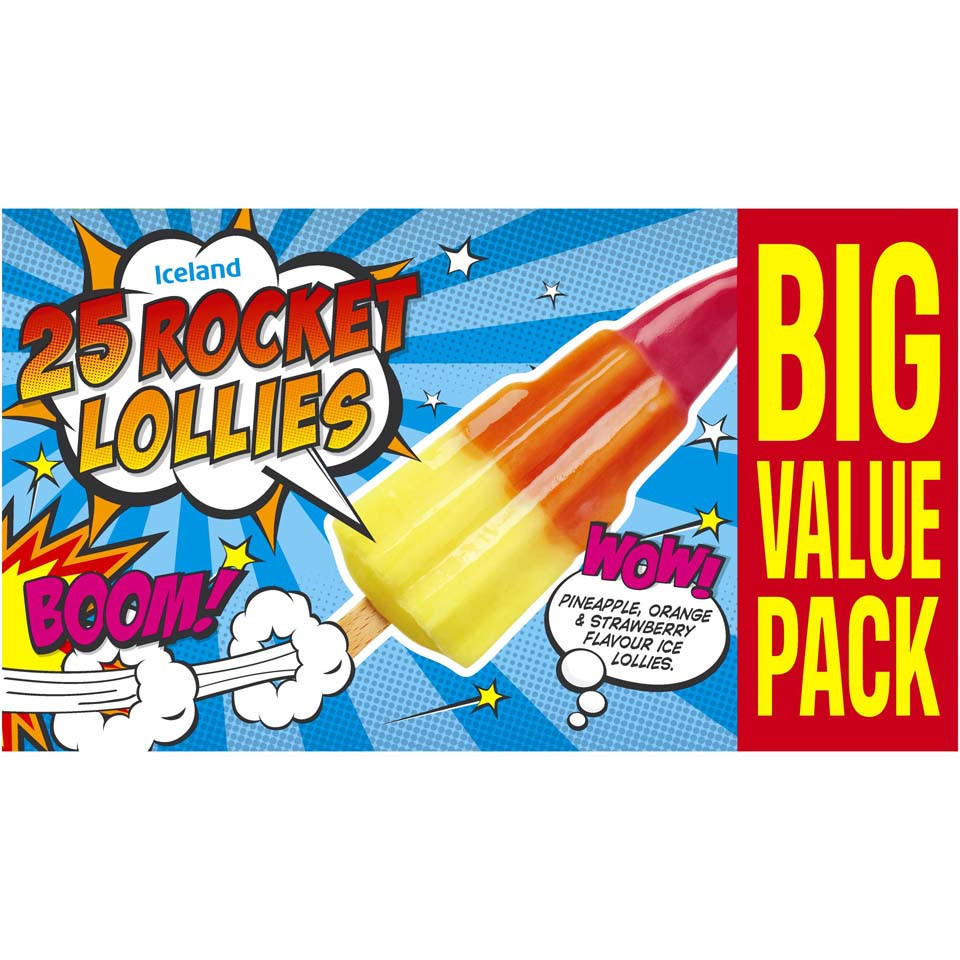 Iceland
25 ROCKET
LOLLIES
BOOM!
WOW!
PINEAPPLE, ORANGE
& STRAWBERRY
FLAVOUR ICE
LOLLIES.
BIG
VALUE
PACK